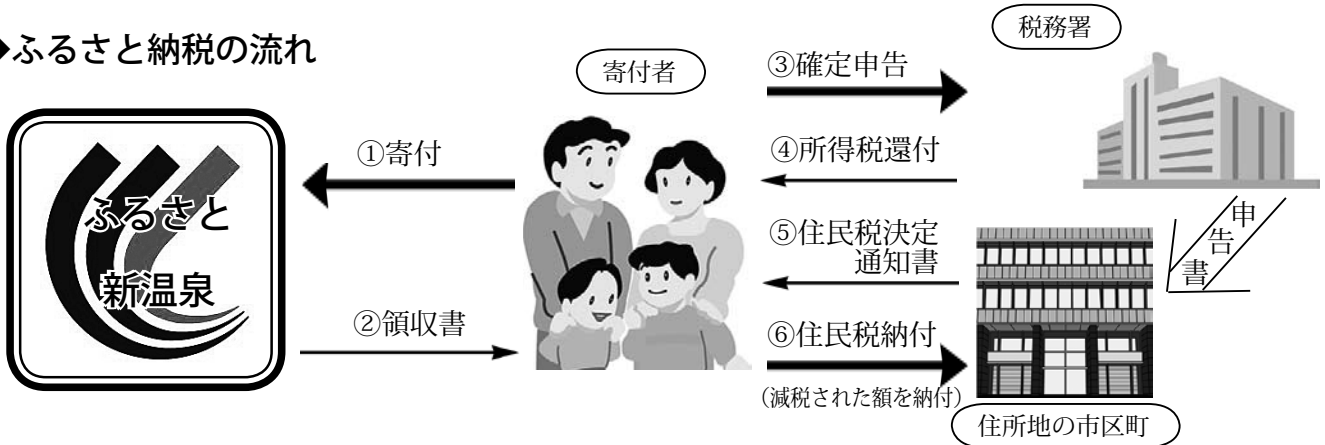 ◆ふるさと納税の流れ
ふるさと
新温泉
①寄付
②領収書
寄付者
③確定申告
④所得税還付
⑤住民税決定
通知書
⑥住民税納付
（減税された額を納付）
税務署
申告書
住所地の市区町